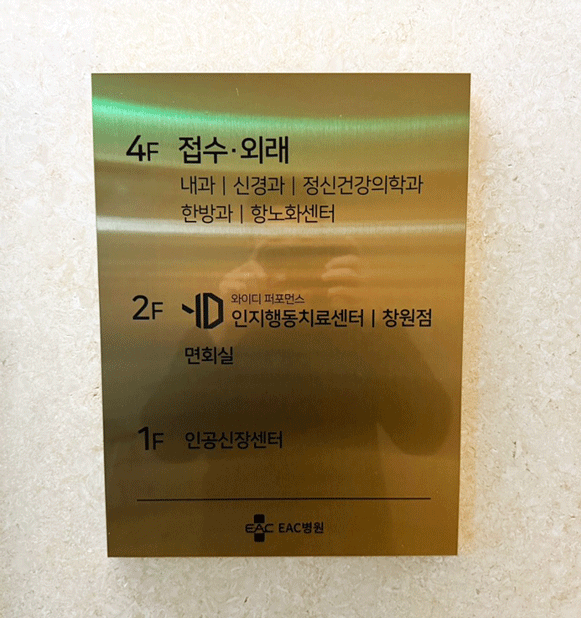 4F 접수·외래
내과 | 신경과 | 정신건강의학과
한방과 | 항노화센터
2F YD 와이디 퍼포먼스
인지행동치료센터 | 창원점
면회실
1F 인공신장센터
EAC EAC병원